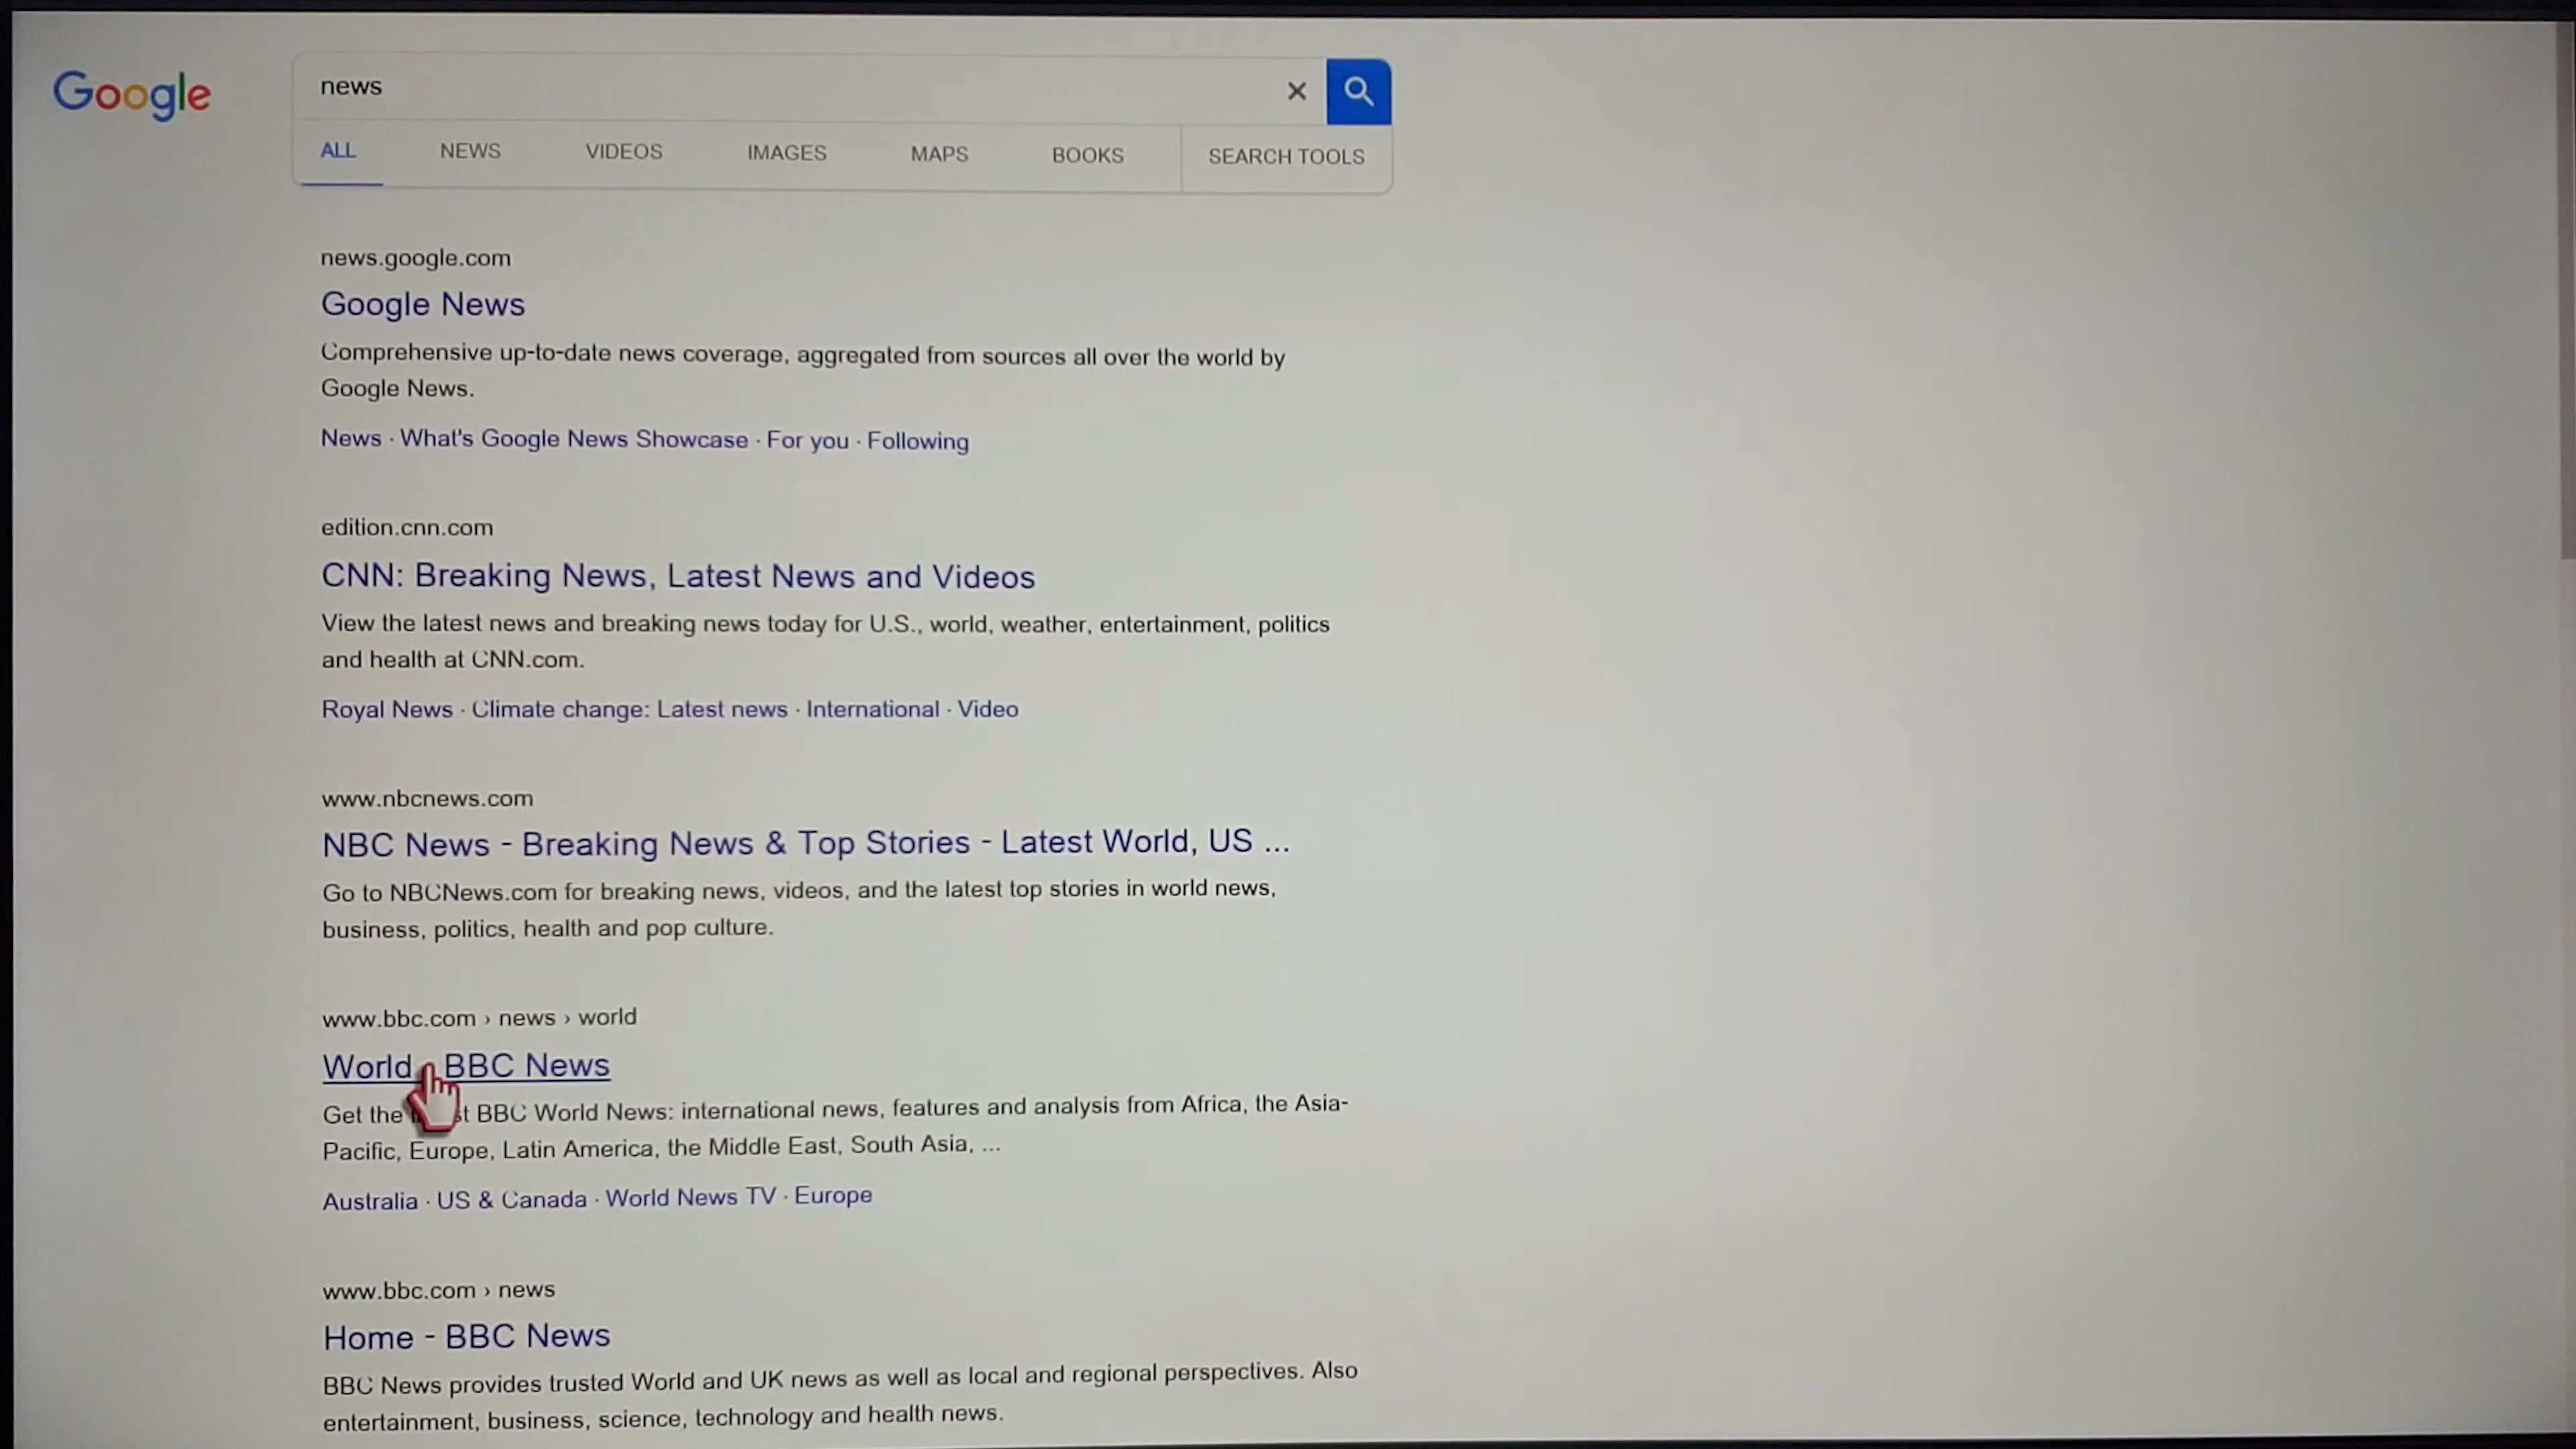 Google
news
ALL NEWS VIDEOS IMAGES MAPS BOOKS SEARCH TOOLS
news.google.com
Google News
Comprehensive up-to-date news coverage, aggregated from sources all over the world by
Google News.
News · What's Google News Showcase · For you · Following
edition.cnn.com
CNN: Breaking News, Latest News and Videos
View the latest news and breaking news today for U.S., world, weather, entertainment, politics
and health at CNN.com.
Royal News · Climate change: Latest news · International · Video
www.nbcnews.com
NBC News - Breaking News & Top Stories - Latest World, US ...
Go to NBCNews.com for breaking news, videos, and the latest top stories in world news,
business, politics, health and pop culture.
www.bbc.com › news › world
World BBC News
Get the BBC World News: international news, features and analysis from Africa, the Asia-
Pacific, Europe, Latin America, the Middle East, South Asia, ...
Australia · US & Canada · World News TV · Europe
www.bbc.com › news
Home - BBC News
BBC News provides trusted World and UK news as well as local and regional perspectives. Also
entertainment, business, science, technology and health news.